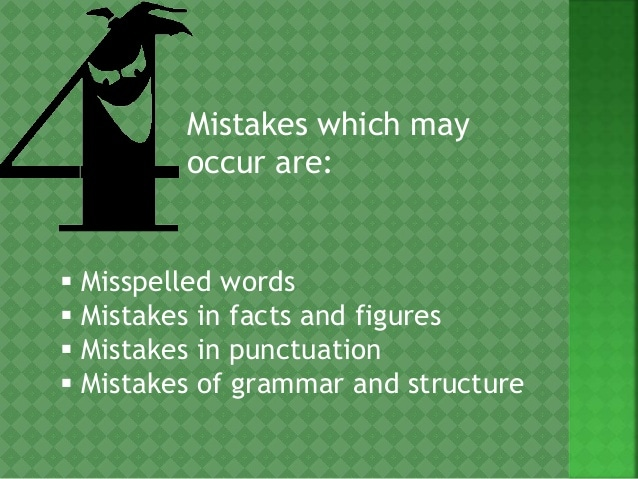 4
Mistakes which may
occur are:
▪ Misspelled words
▪ Mistakes in facts and figures
▪ Mistakes in punctuation
▪ Mistakes of grammar and structure